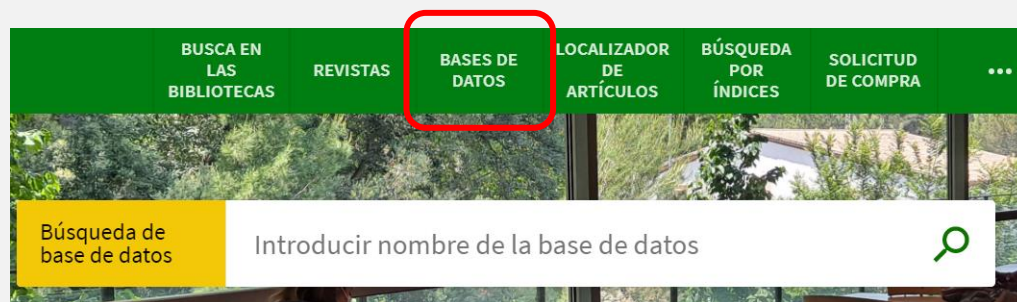 BUSCA EN
LAS
BIBLIOTECAS
REVISTAS
BASES DE
DATOS
LOCALIZADOR
DE
ARTÍCULOS
BÚSQUEDA
POR
ÍNDICES
SOLICITUD
DE COMPRA
•••
Búsqueda de
base de datos
Introducir nombre de la base de datos